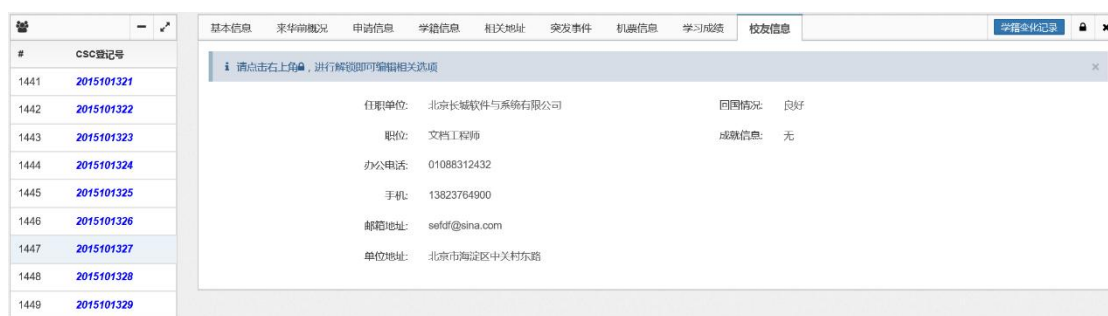 基本信息 来华前概况 申请信息 学籍信息 相关地址 突发事件 机票信息 学习成绩 校友信息 学籍变化记录
# CSC登记号
1441 2015101321
1442 2015101322
1443 2015101323
1444 2015101324
1445 2015101325
1446 2015101326
1447 2015101327
1448 2015101328
1449 2015101329
请点击右上角，进行解锁即可编辑相关选项
任职单位: 北京长城软件与系统有限公司 回国情况: 良好
职位: 文档工程师 成就信息: 无
办公电话: 01088312432
手机: 13823764900
邮箱地址: sefdf@sina.com
单位地址: 北京市海淀区中关村东路